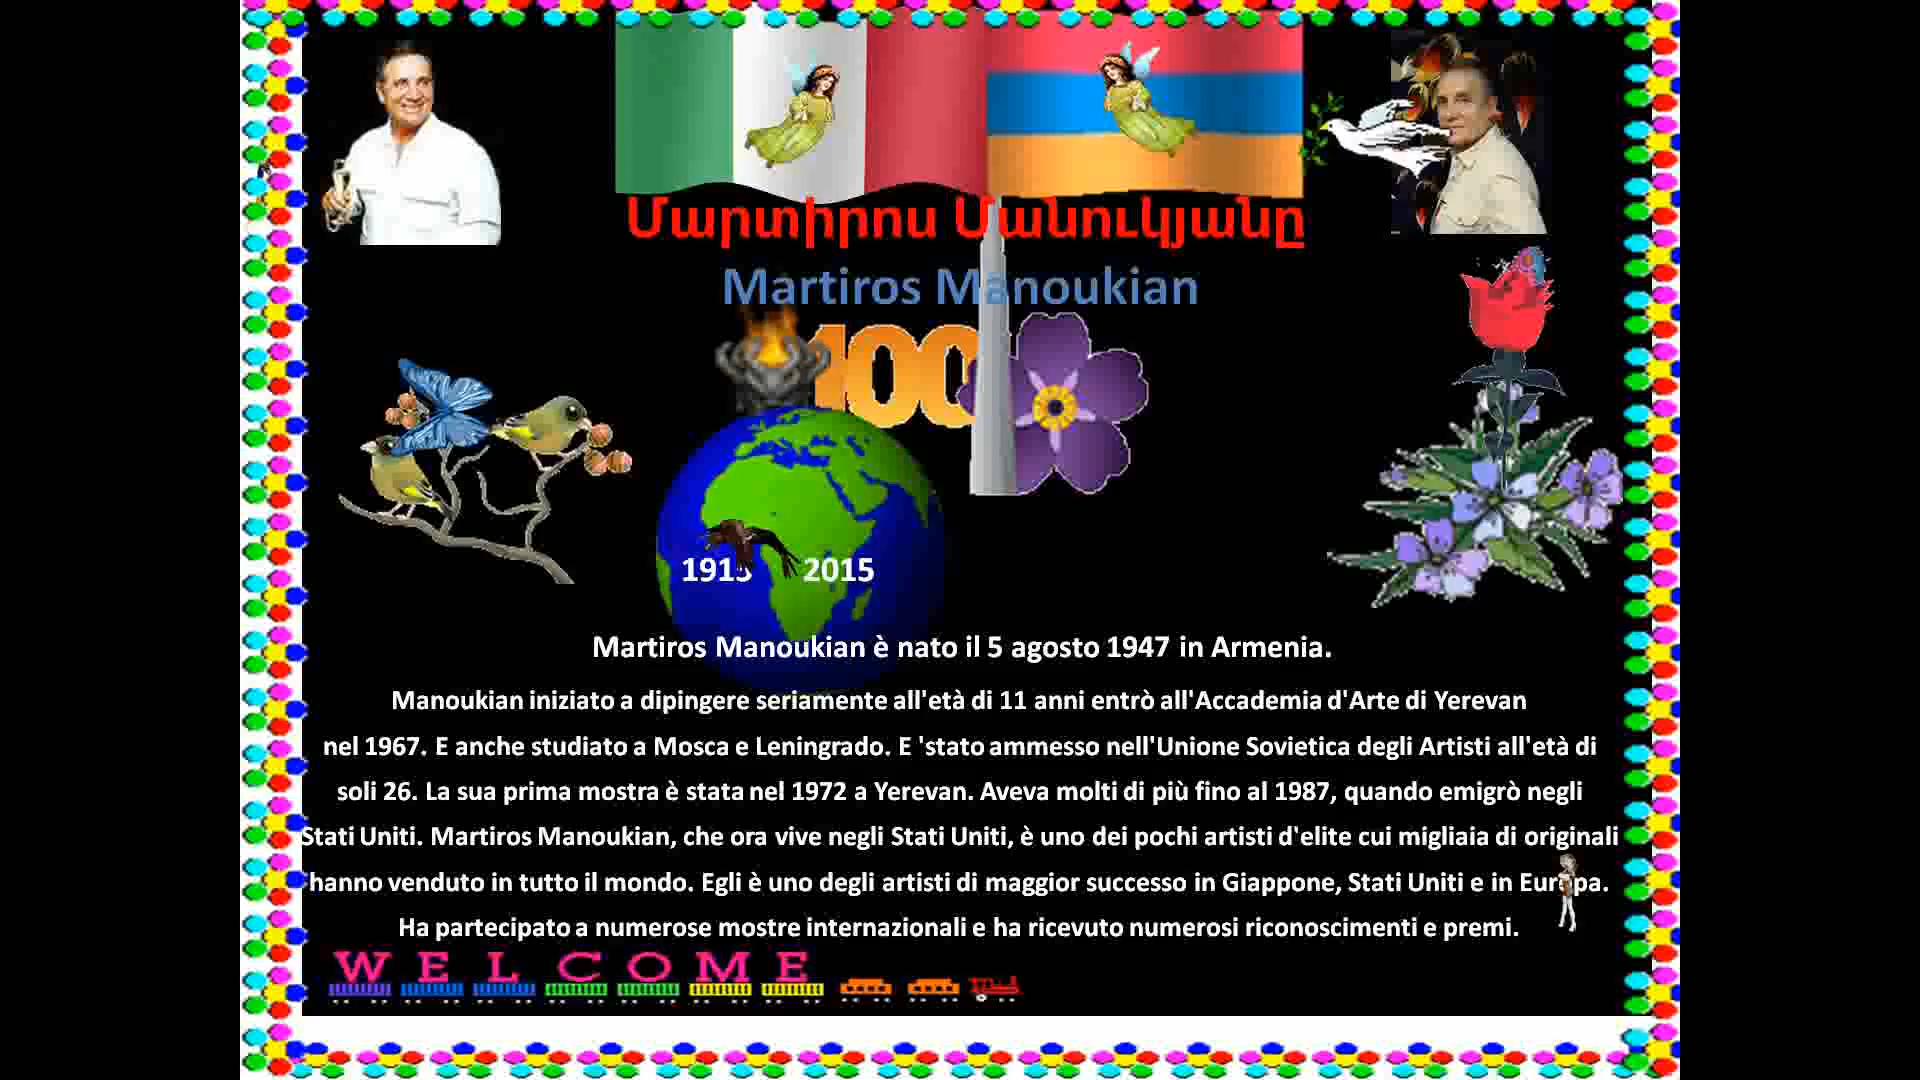 Մարտիրոս Մանուկյանը
Martiros Manoukian
100
1915 2015
Martiros Manoukian è nato il 5 agosto 1947 in Armenia.
Manoukian iniziato a dipingere seriamente all'età di 11 anni entrò all'Accademia d'Arte di Yerevan
nel 1967. E anche studiato a Mosca e Leningrado. E 'stato ammesso nell'Unione Sovietica degli Artisti all'età di
soli 26. La sua prima mostra è stata nel 1972 a Yerevan. Aveva molti di più fino al 1987, quando emigrò negli
Stati Uniti. Martiros Manoukian, che ora vive negli Stati Uniti, è uno dei pochi artisti d'elite cui migliaia di originali
hanno venduto in tutto il mondo. Egli è uno degli artisti di maggior successo in Giappone, Stati Uniti e in Europa.
Ha partecipato a numerose mostre internazionali e ha ricevuto numerosi riconoscimenti e premi.
WELCOME